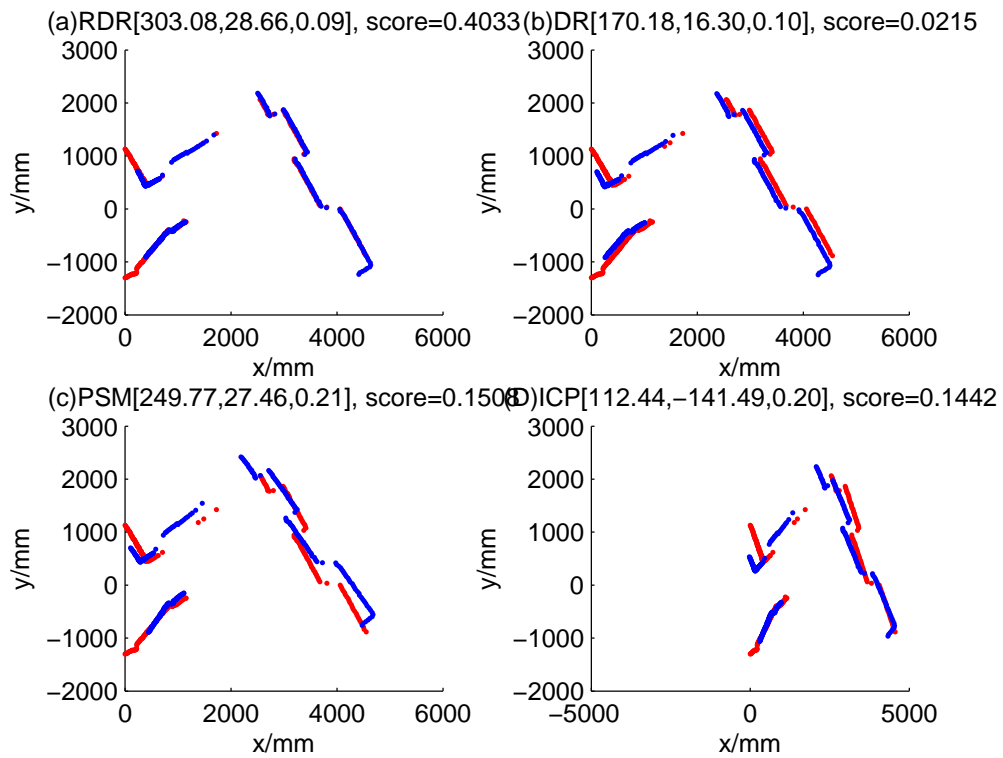 (a)RDR[303.08,28.66,0.09], score=0.4033
3000
2000
1000
0
−1000
−2000
y/mm
0 2000 4000 6000
x/mm
(b)DR[170.18,16.30,0.10], score=0.0215
3000
2000
1000
0
−1000
−2000
y/mm
0 2000 4000 6000
x/mm
(c)PSM[249.77,27.46,0.21], score=0.1508
3000
2000
1000
0
−1000
−2000
y/mm
0 2000 4000 6000
x/mm
(D)ICP[112.44,−141.49,0.20], score=0.1442
3000
2000
1000
0
−1000
−2000
y/mm
−5000 0 5000
x/mm